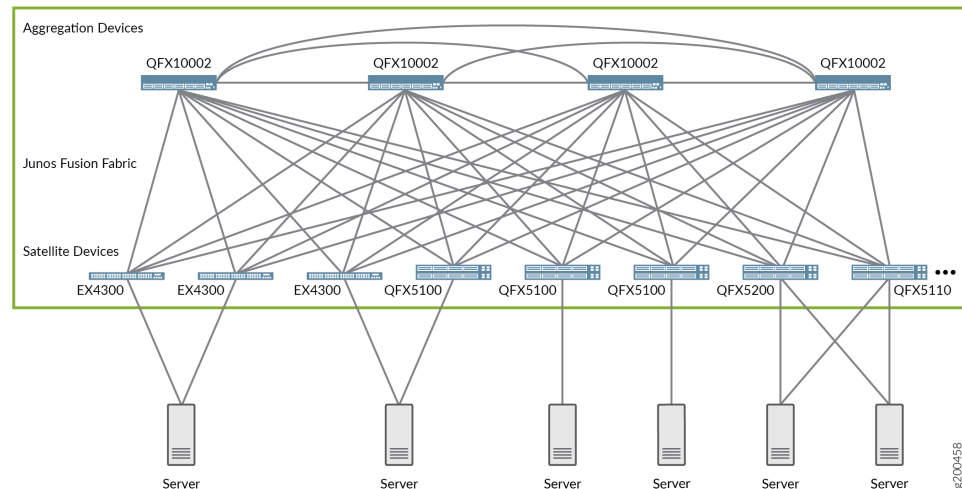 Aggregation Devices
QFX10002 QFX10002 QFX10002 QFX10002
Junos Fusion Fabric
Satellite Devices
EX4300 EX4300 EX4300 QFX5100 QFX5100 QFX5100 QFX5200 QFX5110
•••
Server Server Server Server Server Server
g200458